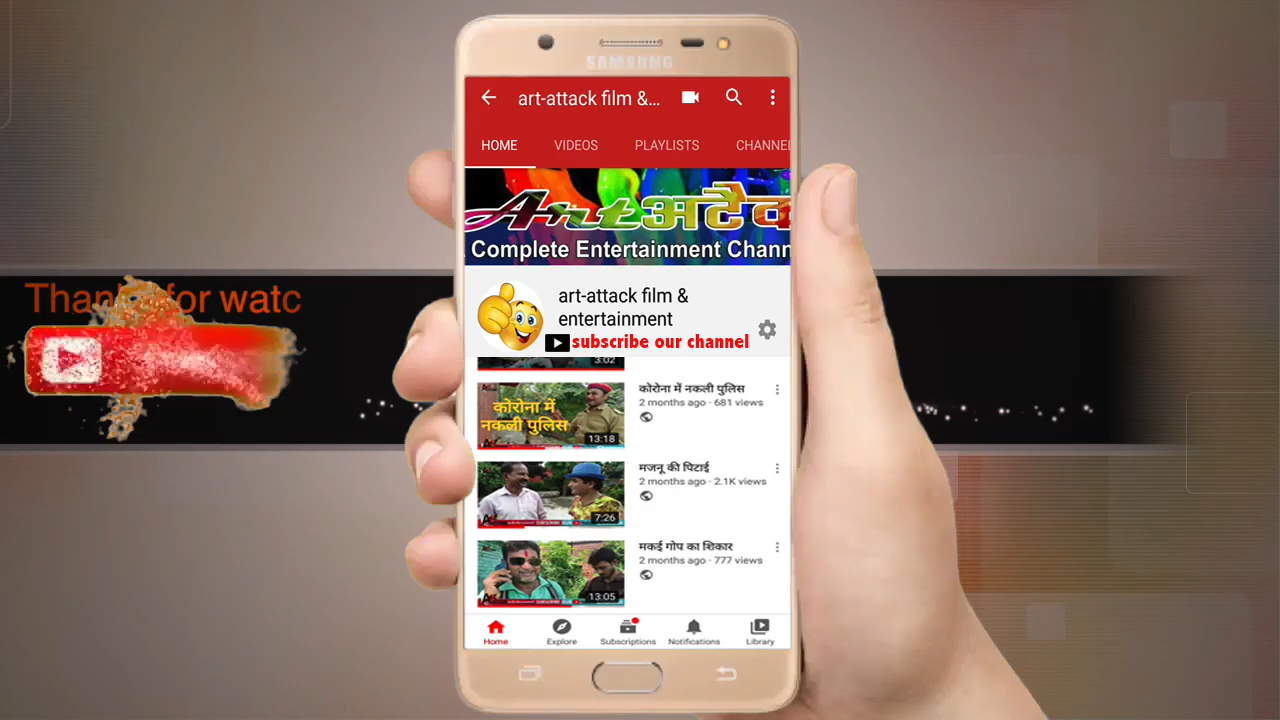 SAMSUNG
art-attack film &...
HOME VIDEOS PLAYLISTS CHANNEL
Art अटैक
Complete Entertainment Chann
Thanks for watc
art-attack film &
entertainment
subscribe our channel
3:02
कोरोना में नकली पुलिस
2 months ago · 681 views
कोरोना में
नकली पुलिस
13:18
मजनू की पिटाई
2 months ago · 2.1K views
7:26
मकई गोप का शिकार
2 months ago · 777 views
13:05
Home Explore Subscriptions Notifications Library